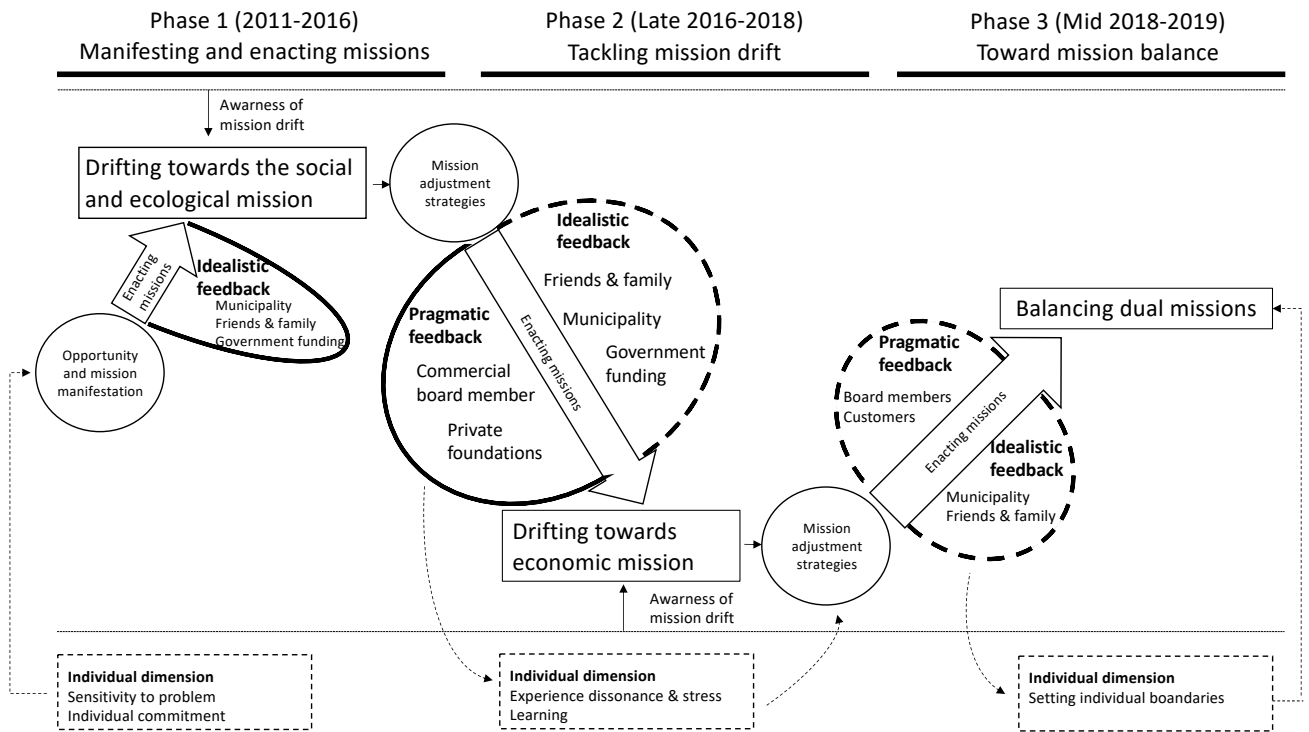 Phase 1 (2011-2016)
Manifesting and enacting missions
Phase 2 (Late 2016-2018)
Tackling mission drift
Phase 3 (Mid 2018-2019)
Toward mission balance
Awarness of
mission drift
Drifting towards the social
and ecological mission
Enacting
missions
Idealistic
feedback
Municipality
Friends & family
Government funding
Opportunity
and mission
manifestation
Mission
adjustment
strategies
Idealistic
feedback
Friends & family
Municipality
Government
funding
Enacting missions
Pragmatic
feedback
Commercial
board member
Private
foundations
Drifting towards
economic mission
Awarness of
mission drift
Mission
adjustment
strategies
Balancing dual missions
Pragmatic
feedback
Board members
Customers
Enacting missions
Idealistic
feedback
Municipality
Friends & family
Individual dimension
Sensitivity to problem
Individual commitment
Individual dimension
Experience dissonance & stress
Learning
Individual dimension
Setting individual boundaries